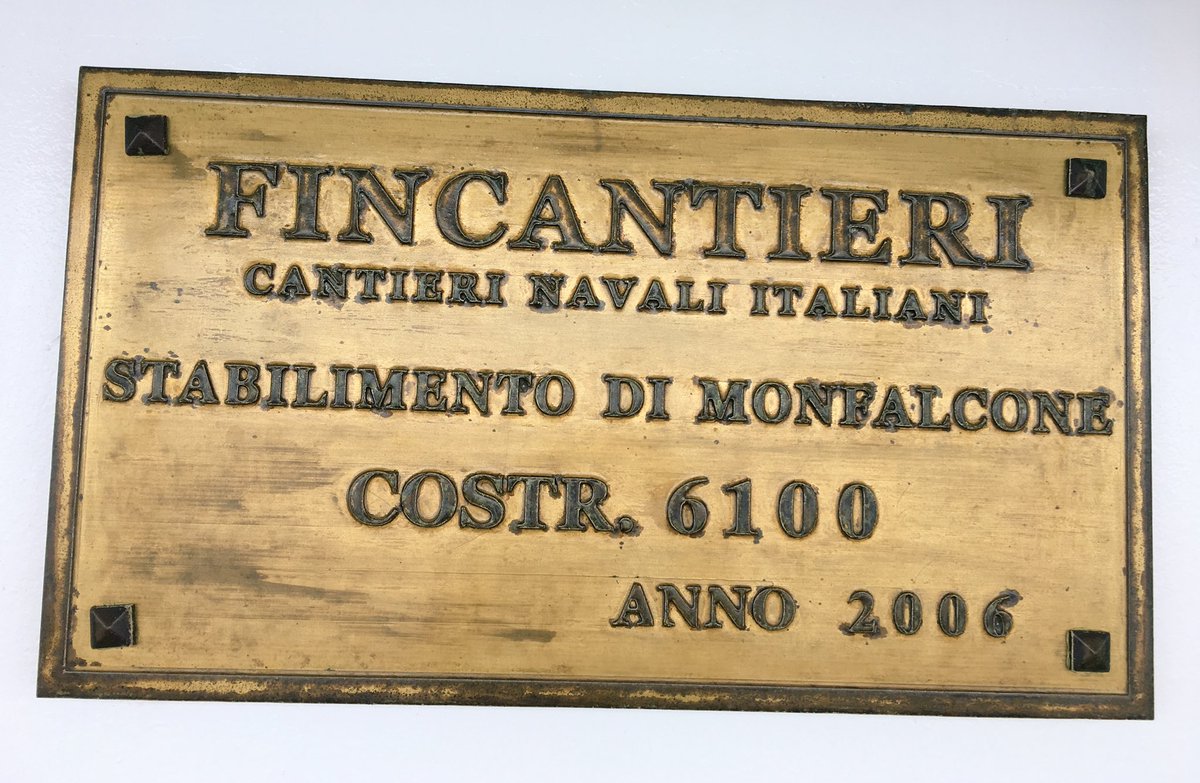 FINCANTIERI
CANTIERI NAVALI ITALIANI
STABILIMENTO DI MONFALCONE
COSTR. 6100
ANNO 2006